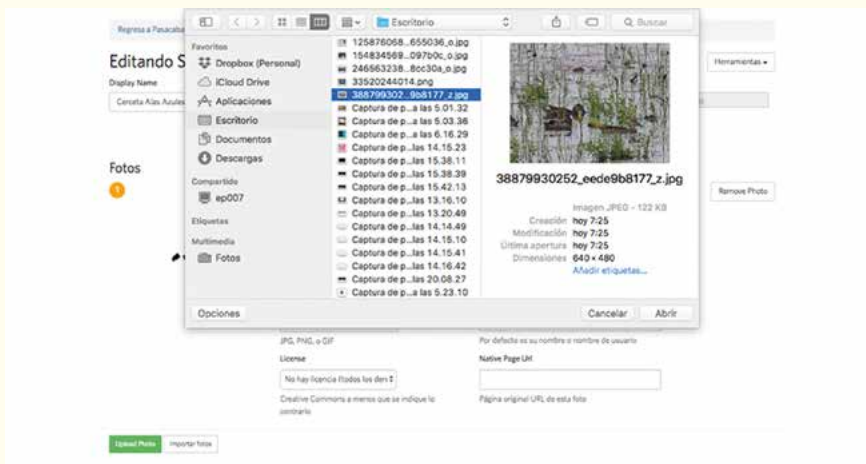 Escritorio
Buscar
Regresa a Pasacaba
Editando S
Herramientas
Display Name
Cerceta Alas Azules
Favoritos
Dropbox (Personal)
iCloud Drive
Aplicaciones
Escritorio
Documentos
Descargas
Compartido
ep007
Etiquetas
Multimedia
Fotos
125876068...655036_o.jpg
154834569...097b0c_o.jpg
246563238...8cc30a_o.jpg
33520244014.png
388799302...9b8177_z.jpg
Captura de p...a las 5.01.32
Captura de p...a las 5.03.36
Captura de p...a las 6.16.29
Captura de p...las 14.15.23
Captura de p...las 15.38.11
Captura de p...las 15.38.39
Captura de p...las 15.42.13
Captura de p...las 13.16.10
Captura de p...las 13.20.49
Captura de p...las 14.14.49
Captura de p...las 14.15.10
Captura de p...las 14.15.41
Captura de p...las 14.16.42
Captura de p...las 20.08.27
Captura de p...a las 5.23.10
38879930252_eede9b8177_z.jpg
Imagen JPEG - 122 KB
Creación hoy 7:25
Modificación hoy 7:25
Última apertura hoy 7:25
Dimensiones 640 × 480
Añadir etiquetas...
Opciones
Cancelar
Abrir
Fotos
1
Remove Photo
JPG, PNG, o GIF
Por defecto es su nombre o nombre de usuario
License
Native Page Url
No hay licencia (todos los der
Creative Commons a menos que se indique lo
contrario
Página original URL de esta foto
Upload Photo
Importar fotos